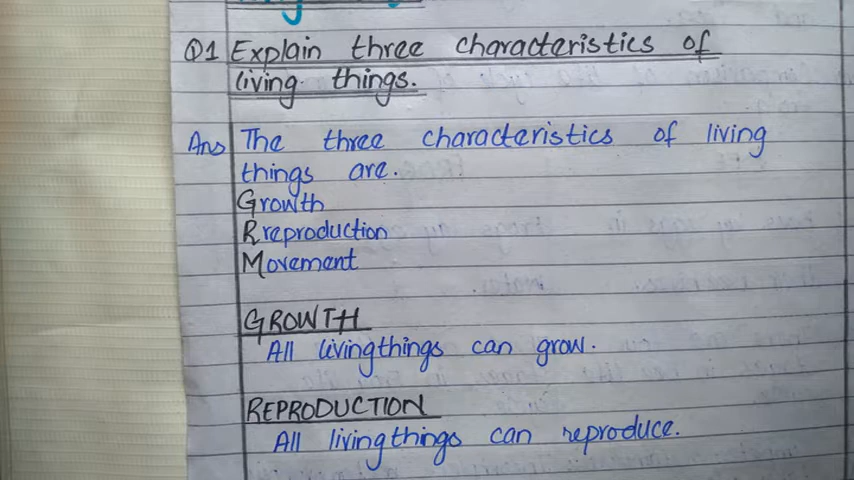 Q1 Explain three characteristics of
living things.
Ans The three characteristics of living
things are.
Growth
Rreproduction
Movement
GROWTH
All livingthings can grow.
REPRODUCTION
All livingthings can reproduce.